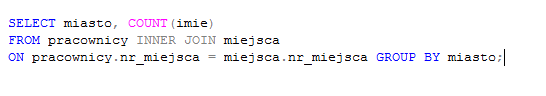 SELECT miasto, COUNT(imie)
FROM pracownicy INNER JOIN miejsca
ON pracownicy.nr_miejsca = miejsca.nr_miejsca GROUP BY miasto;